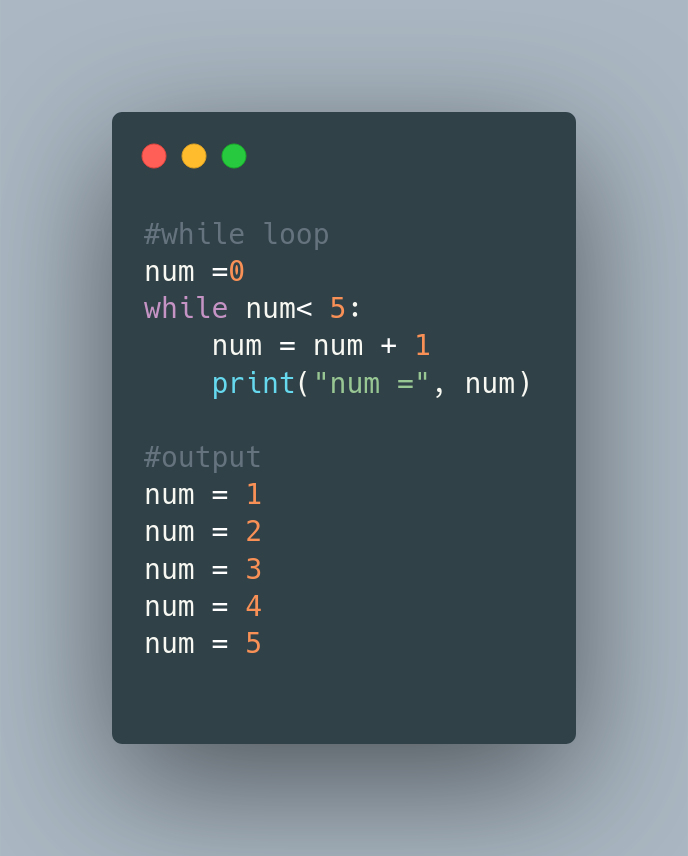 #while loop
num =0
while num< 5:
    num = num + 1
    print("num =", num)

#output
num = 1
num = 2
num = 3
num = 4
num = 5